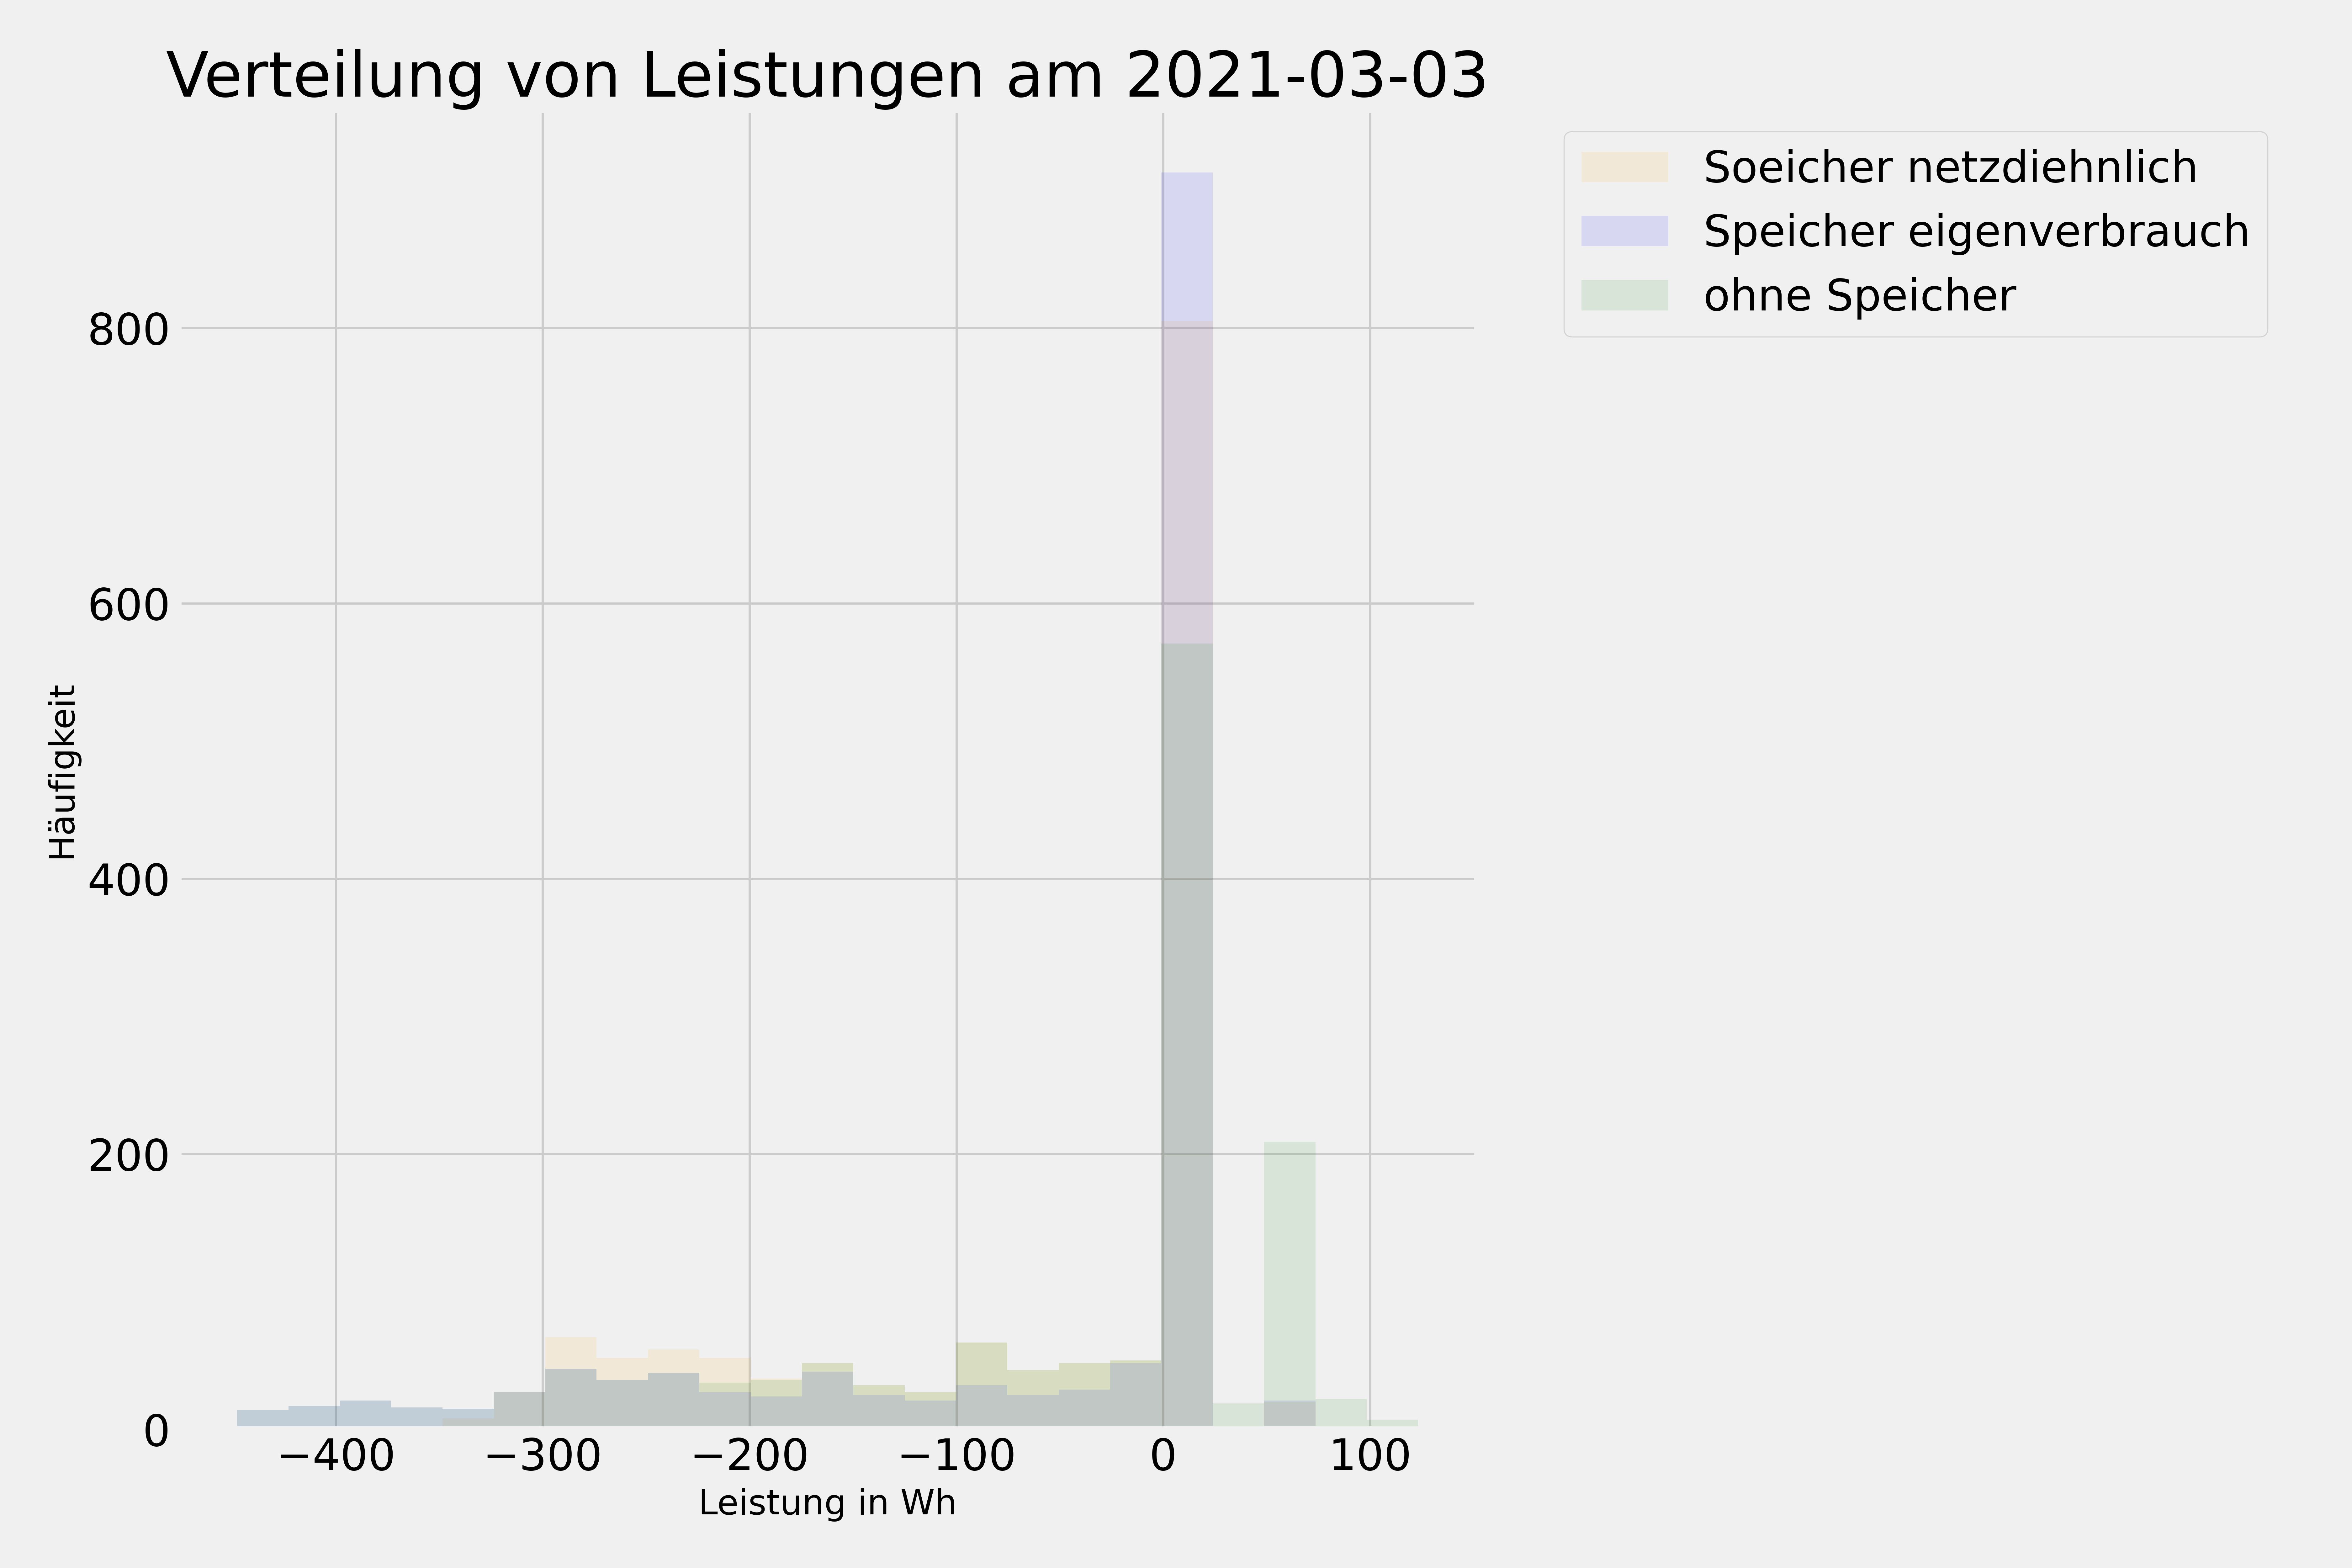 Verteilung von Leistungen am 2021-03-03
Soeicher netzdiehnlich
Speicher eigenverbrauch
ohne Speicher
800
600
400
200
0
Häufigkeit
−400 −300 −200 −100 0 100
Leistung in Wh